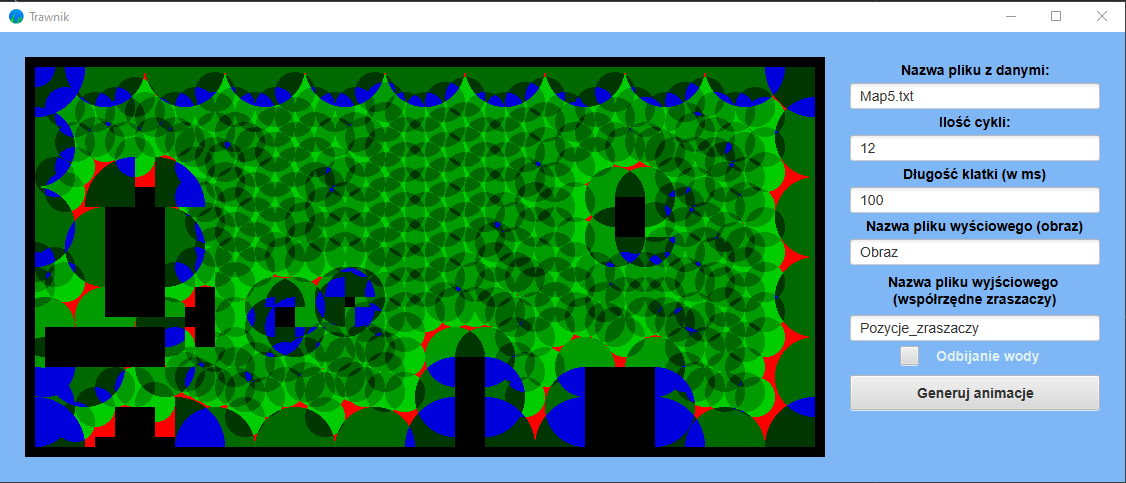 Trawnik
Nazwa pliku z danymi:
Map5.txt
Ilość cykli:
12
Długość klatki (w ms)
100
Nazwa pliku wyściowego (obraz)
Obraz
Nazwa pliku wyjściowego
(współrzędne zraszaczy)
Pozycje_zraszaczy
Odbijanie wody
Generuj animacje